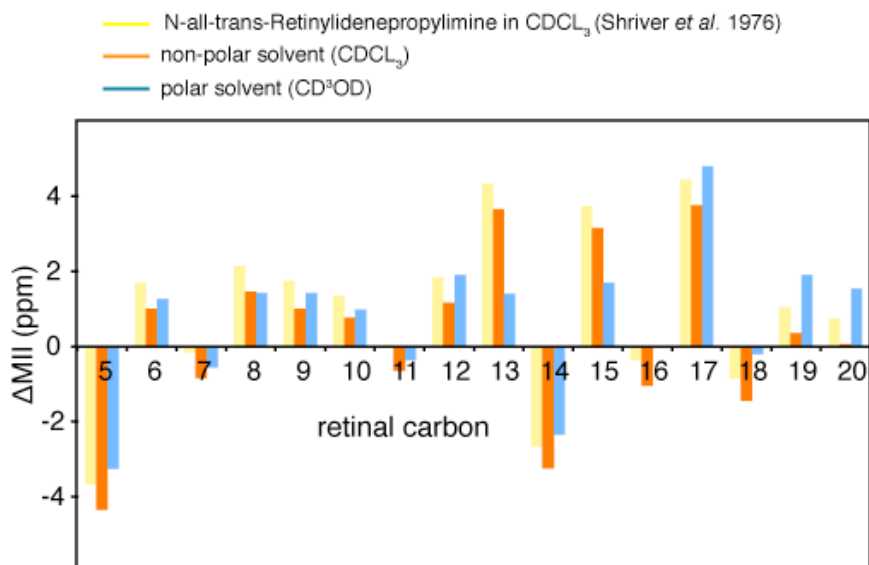 N-all-trans-Retinylidenepropylimine in CDCL₃ (Shriver et al. 1976)
non-polar solvent (CDCL₃)
polar solvent (CD³OD)
4
2
0
-2
-4
ΔMII (ppm)
5 6 7 8 9 10 11 12 13 14 15 16 17 18 19 20
retinal carbon